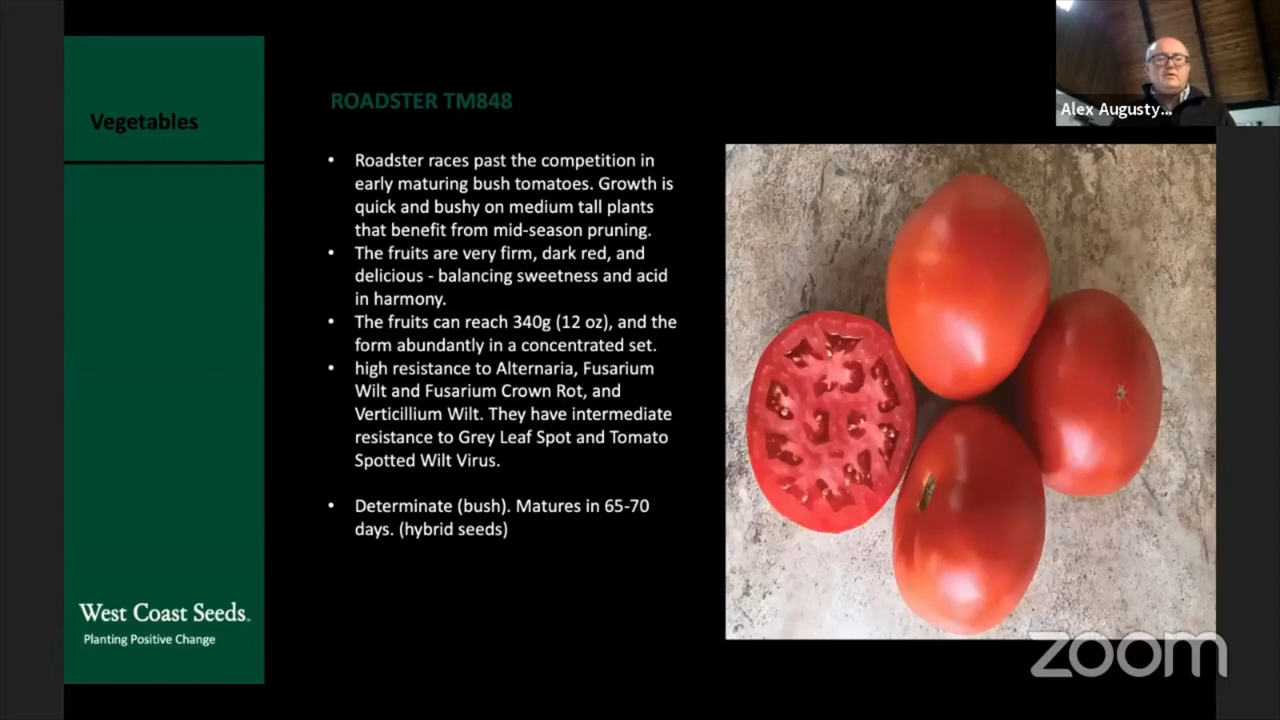 Vegetables
ROADSTER TM848
• Roadster races past the competition in
early maturing bush tomatoes. Growth is
quick and bushy on medium tall plants
that benefit from mid-season pruning.
• The fruits are very firm, dark red, and
delicious - balancing sweetness and acid
in harmony.
• The fruits can reach 340g (12 oz), and the
form abundantly in a concentrated set.
• high resistance to Alternaria, Fusarium
Wilt and Fusarium Crown Rot, and
Verticillium Wilt. They have intermediate
resistance to Grey Leaf Spot and Tomato
Spotted Wilt Virus.
• Determinate (bush). Matures in 65-70
days. (hybrid seeds)
West Coast Seeds™
Planting Positive Change
Alex Augusty...
zoom